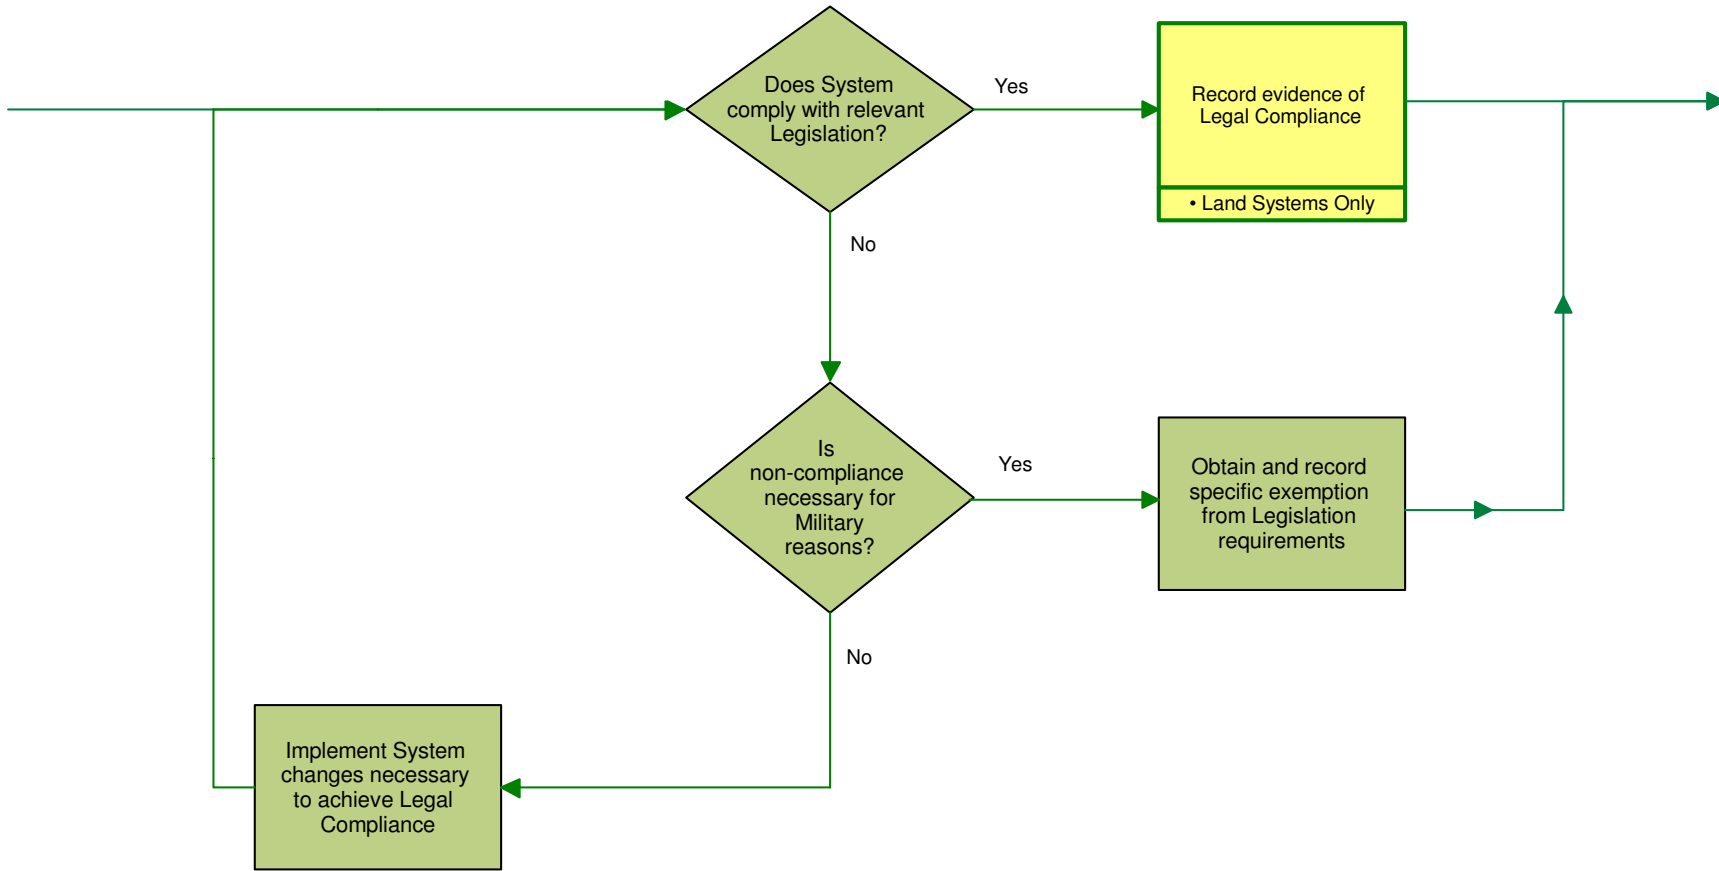 Does System
comply with relevant
Legislation?
Yes
Record evidence of
Legal Compliance
• Land Systems Only
No
Is
non-compliance
necessary for
Military
reasons?
Yes
Obtain and record
specific exemption
from Legislation
requirements
No
Implement System
changes necessary
to achieve Legal
Compliance